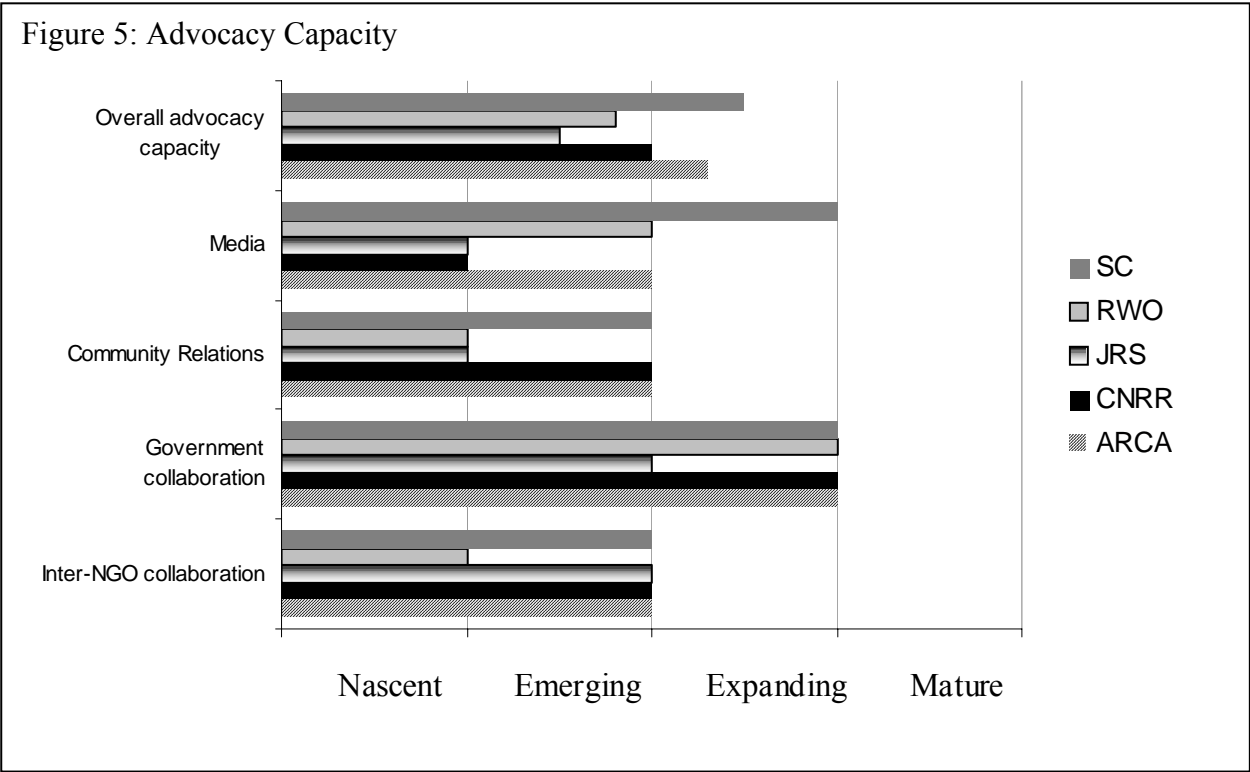 Figure 5: Advocacy Capacity
Overall advocacy
capacity
Media
Community Relations
Government
collaboration
Inter-NGO collaboration
Nascent Emerging Expanding Mature
SC
RWO
JRS
CNRR
ARCA